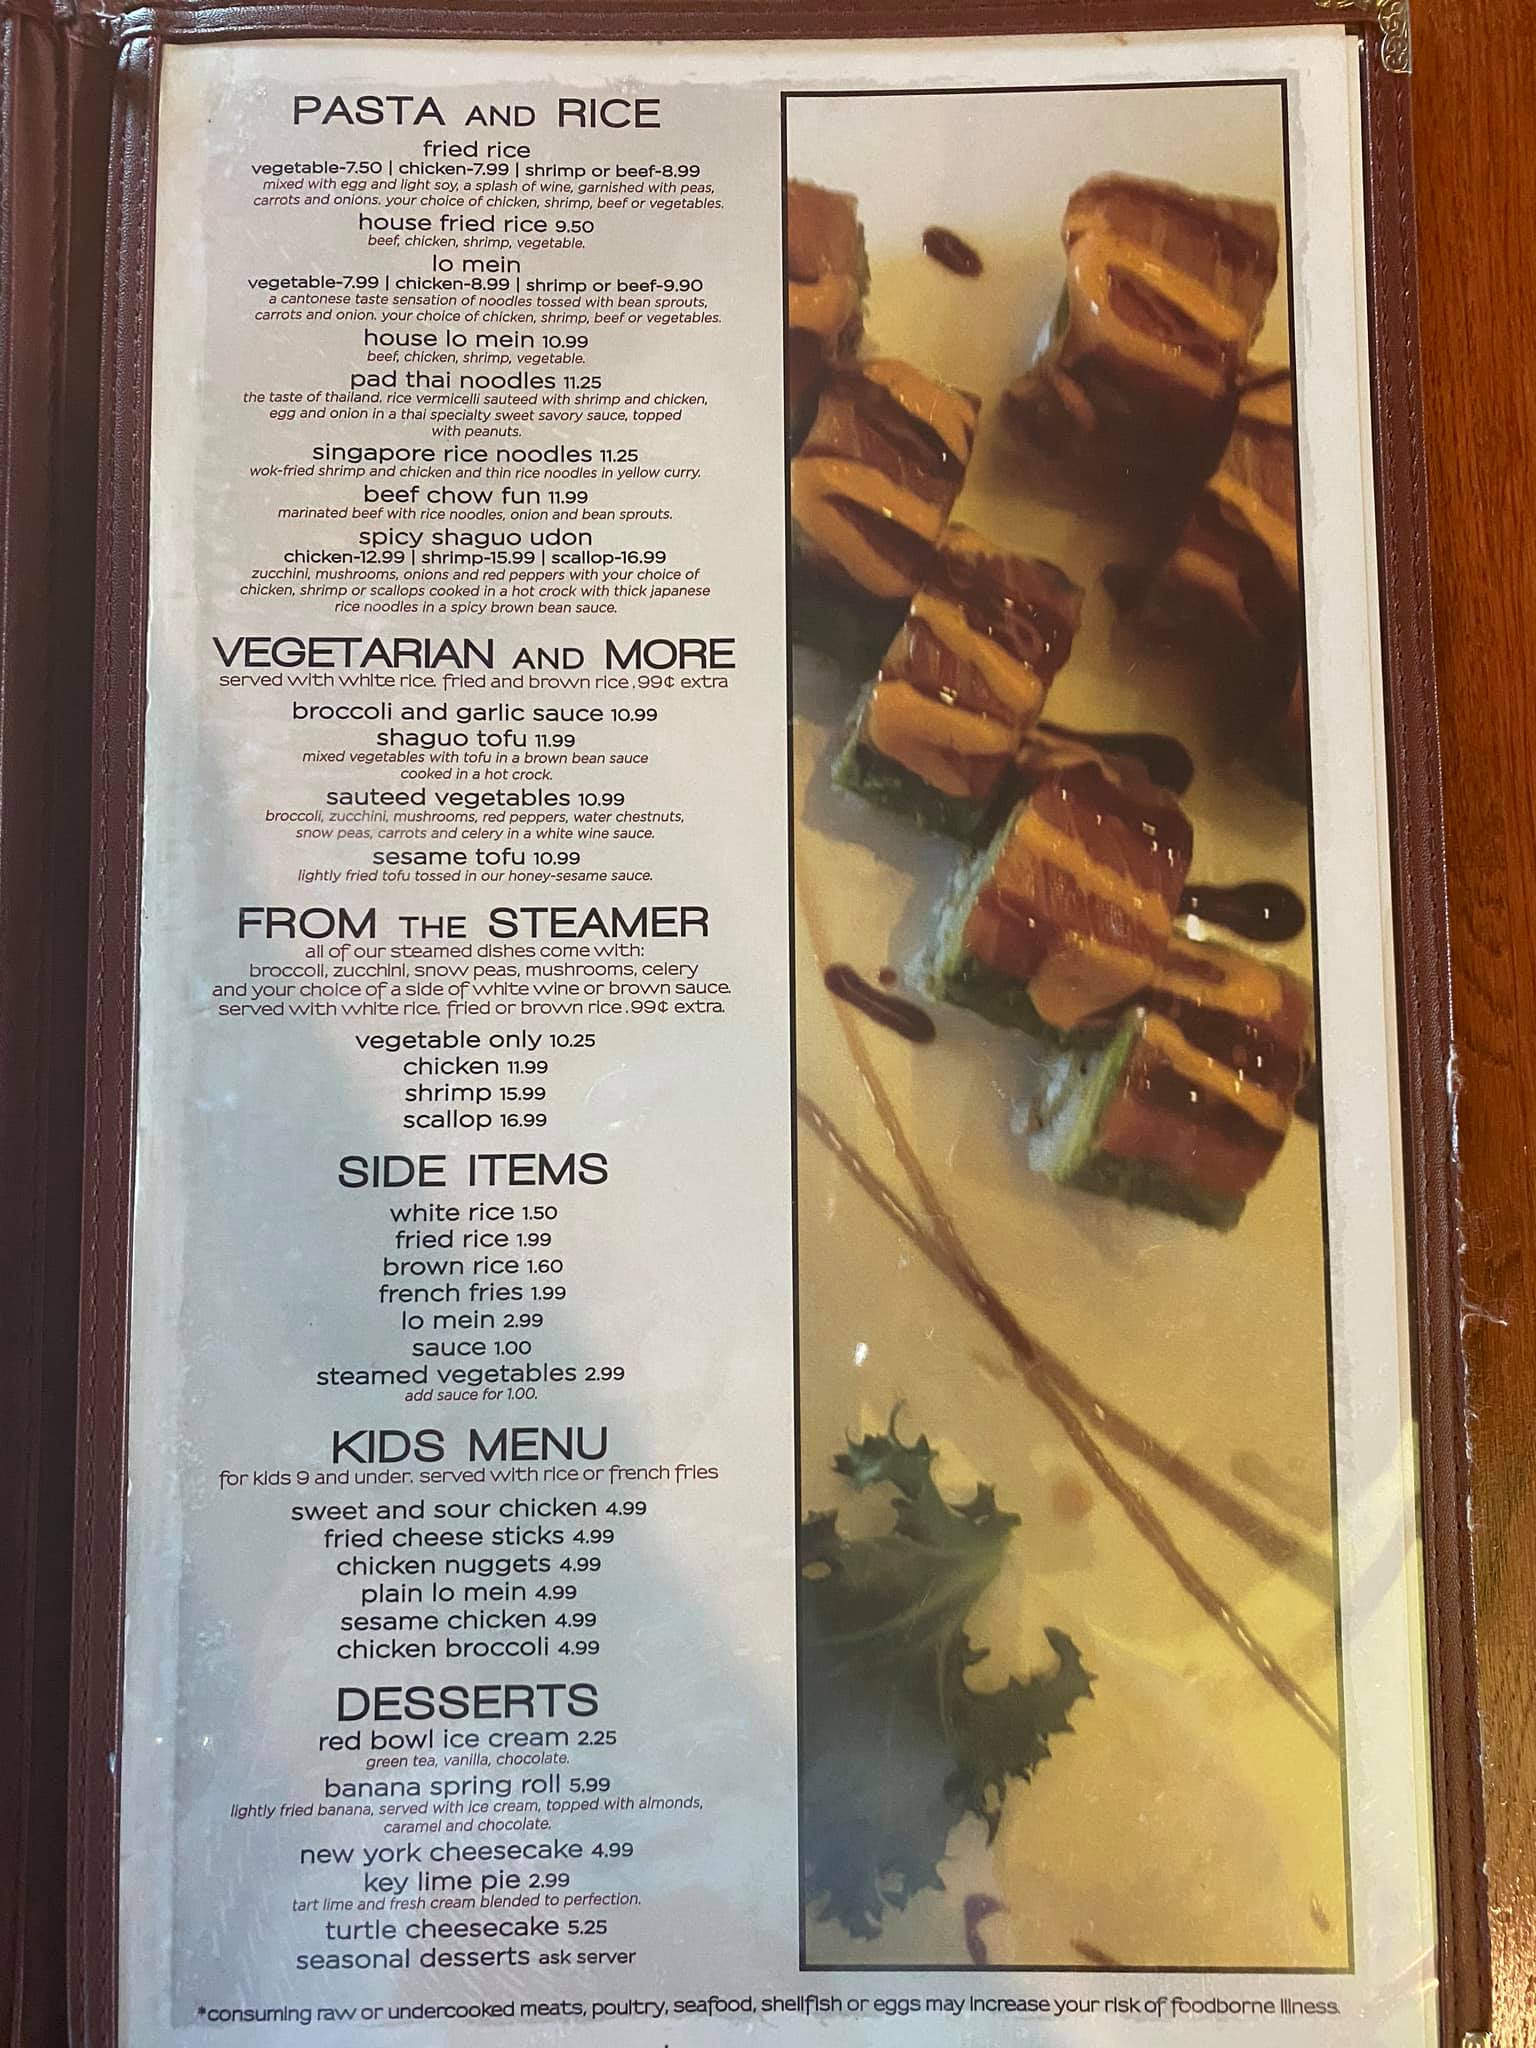 PASTA AND RICE
fried rice
vegetable-7.50 | chicken-7.99 | shrimp or beef-8.99
mixed with egg and light soy, a splash of wine, garnished with peas,
carrots and onions. your choice of chicken, shrimp, beef or vegetables.
house fried rice 9.50
beef, chicken, shrimp, vegetable.
lo mein
vegetable-7.99 | chicken-8.99 | shrimp or beef-9.90
a cantonese taste sensation of noodles tossed with bean sprouts,
carrots and onion. your choice of chicken, shrimp, beef or vegetables.
house lo mein 10.99
beef, chicken, shrimp, vegetable.
pad thai noodles 11.25
the taste of thailand. rice vermicelli sauteed with shrimp and chicken,
egg and onion in a thai specialty sweet savory sauce, topped
with peanuts.
singapore rice noodles 11.25
wok-fried shrimp and chicken and thin rice noodles in yellow curry.
beef chow fun 11.99
marinated beef with rice noodles, onion and bean sprouts.
spicy shaguo udon
chicken-12.99 | shrimp-15.99 | scallop-16.99
zucchini, mushrooms, onions and red peppers with your choice of
chicken, shrimp or scallops cooked in a hot crock with thick japanese
rice noodles in a spicy brown bean sauce.
VEGETARIAN AND MORE
served with white rice. fried and brown rice .99¢ extra
broccoli and garlic sauce 10.99
shaguo tofu 11.99
mixed vegetables with tofu in a brown bean sauce
cooked in a hot crock.
sauteed vegetables 10.99
broccoli, zucchini, mushrooms, red peppers, water chestnuts,
snow peas, carrots and celery in a white wine sauce.
sesame tofu 10.99
lightly fried tofu tossed in our honey-sesame sauce.
FROM THE STEAMER
all of our steamed dishes come with:
broccoli, zucchini, snow peas, mushrooms, celery
and your choice of a side of white wine or brown sauce.
served with white rice. fried or brown rice .99¢ extra.
vegetable only 10.25
chicken 11.99
shrimp 15.99
scallop 16.99
SIDE ITEMS
white rice 1.50
fried rice 1.99
brown rice 1.60
french fries 1.99
lo mein 2.99
sauce 1.00
steamed vegetables 2.99
add sauce for 1.00.
KIDS MENU
for kids 9 and under. served with rice or french fries
sweet and sour chicken 4.99
fried cheese sticks 4.99
chicken nuggets 4.99
plain lo mein 4.99
sesame chicken 4.99
chicken broccoli 4.99
DESSERTS
red bowl ice cream 2.25
green tea, vanilla, chocolate.
banana spring roll 5.99
lightly fried banana, served with ice cream, topped with almonds,
caramel and chocolate.
new york cheesecake 4.99
key lime pie 2.99
tart lime and fresh cream blended to perfection.
turtle cheesecake 5.25
seasonal desserts ask server
*consuming raw or undercooked meats, poultry, seafood, shellfish or eggs may increase your risk of foodborne illness.